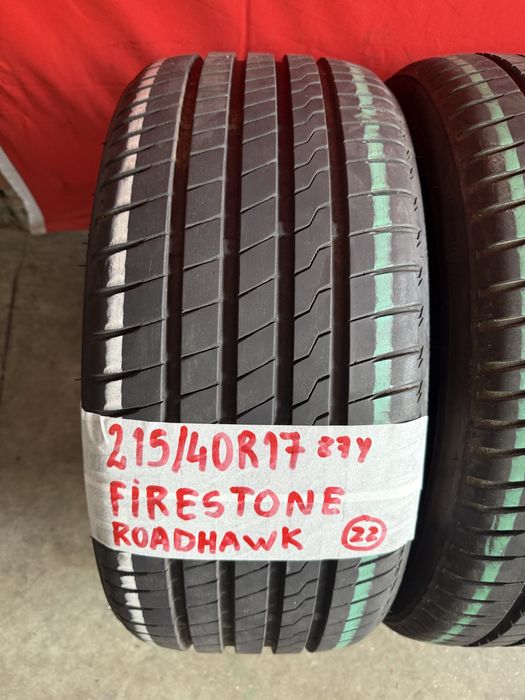 215/40R17 87Y
FiRESTONE
ROADHAWK 22